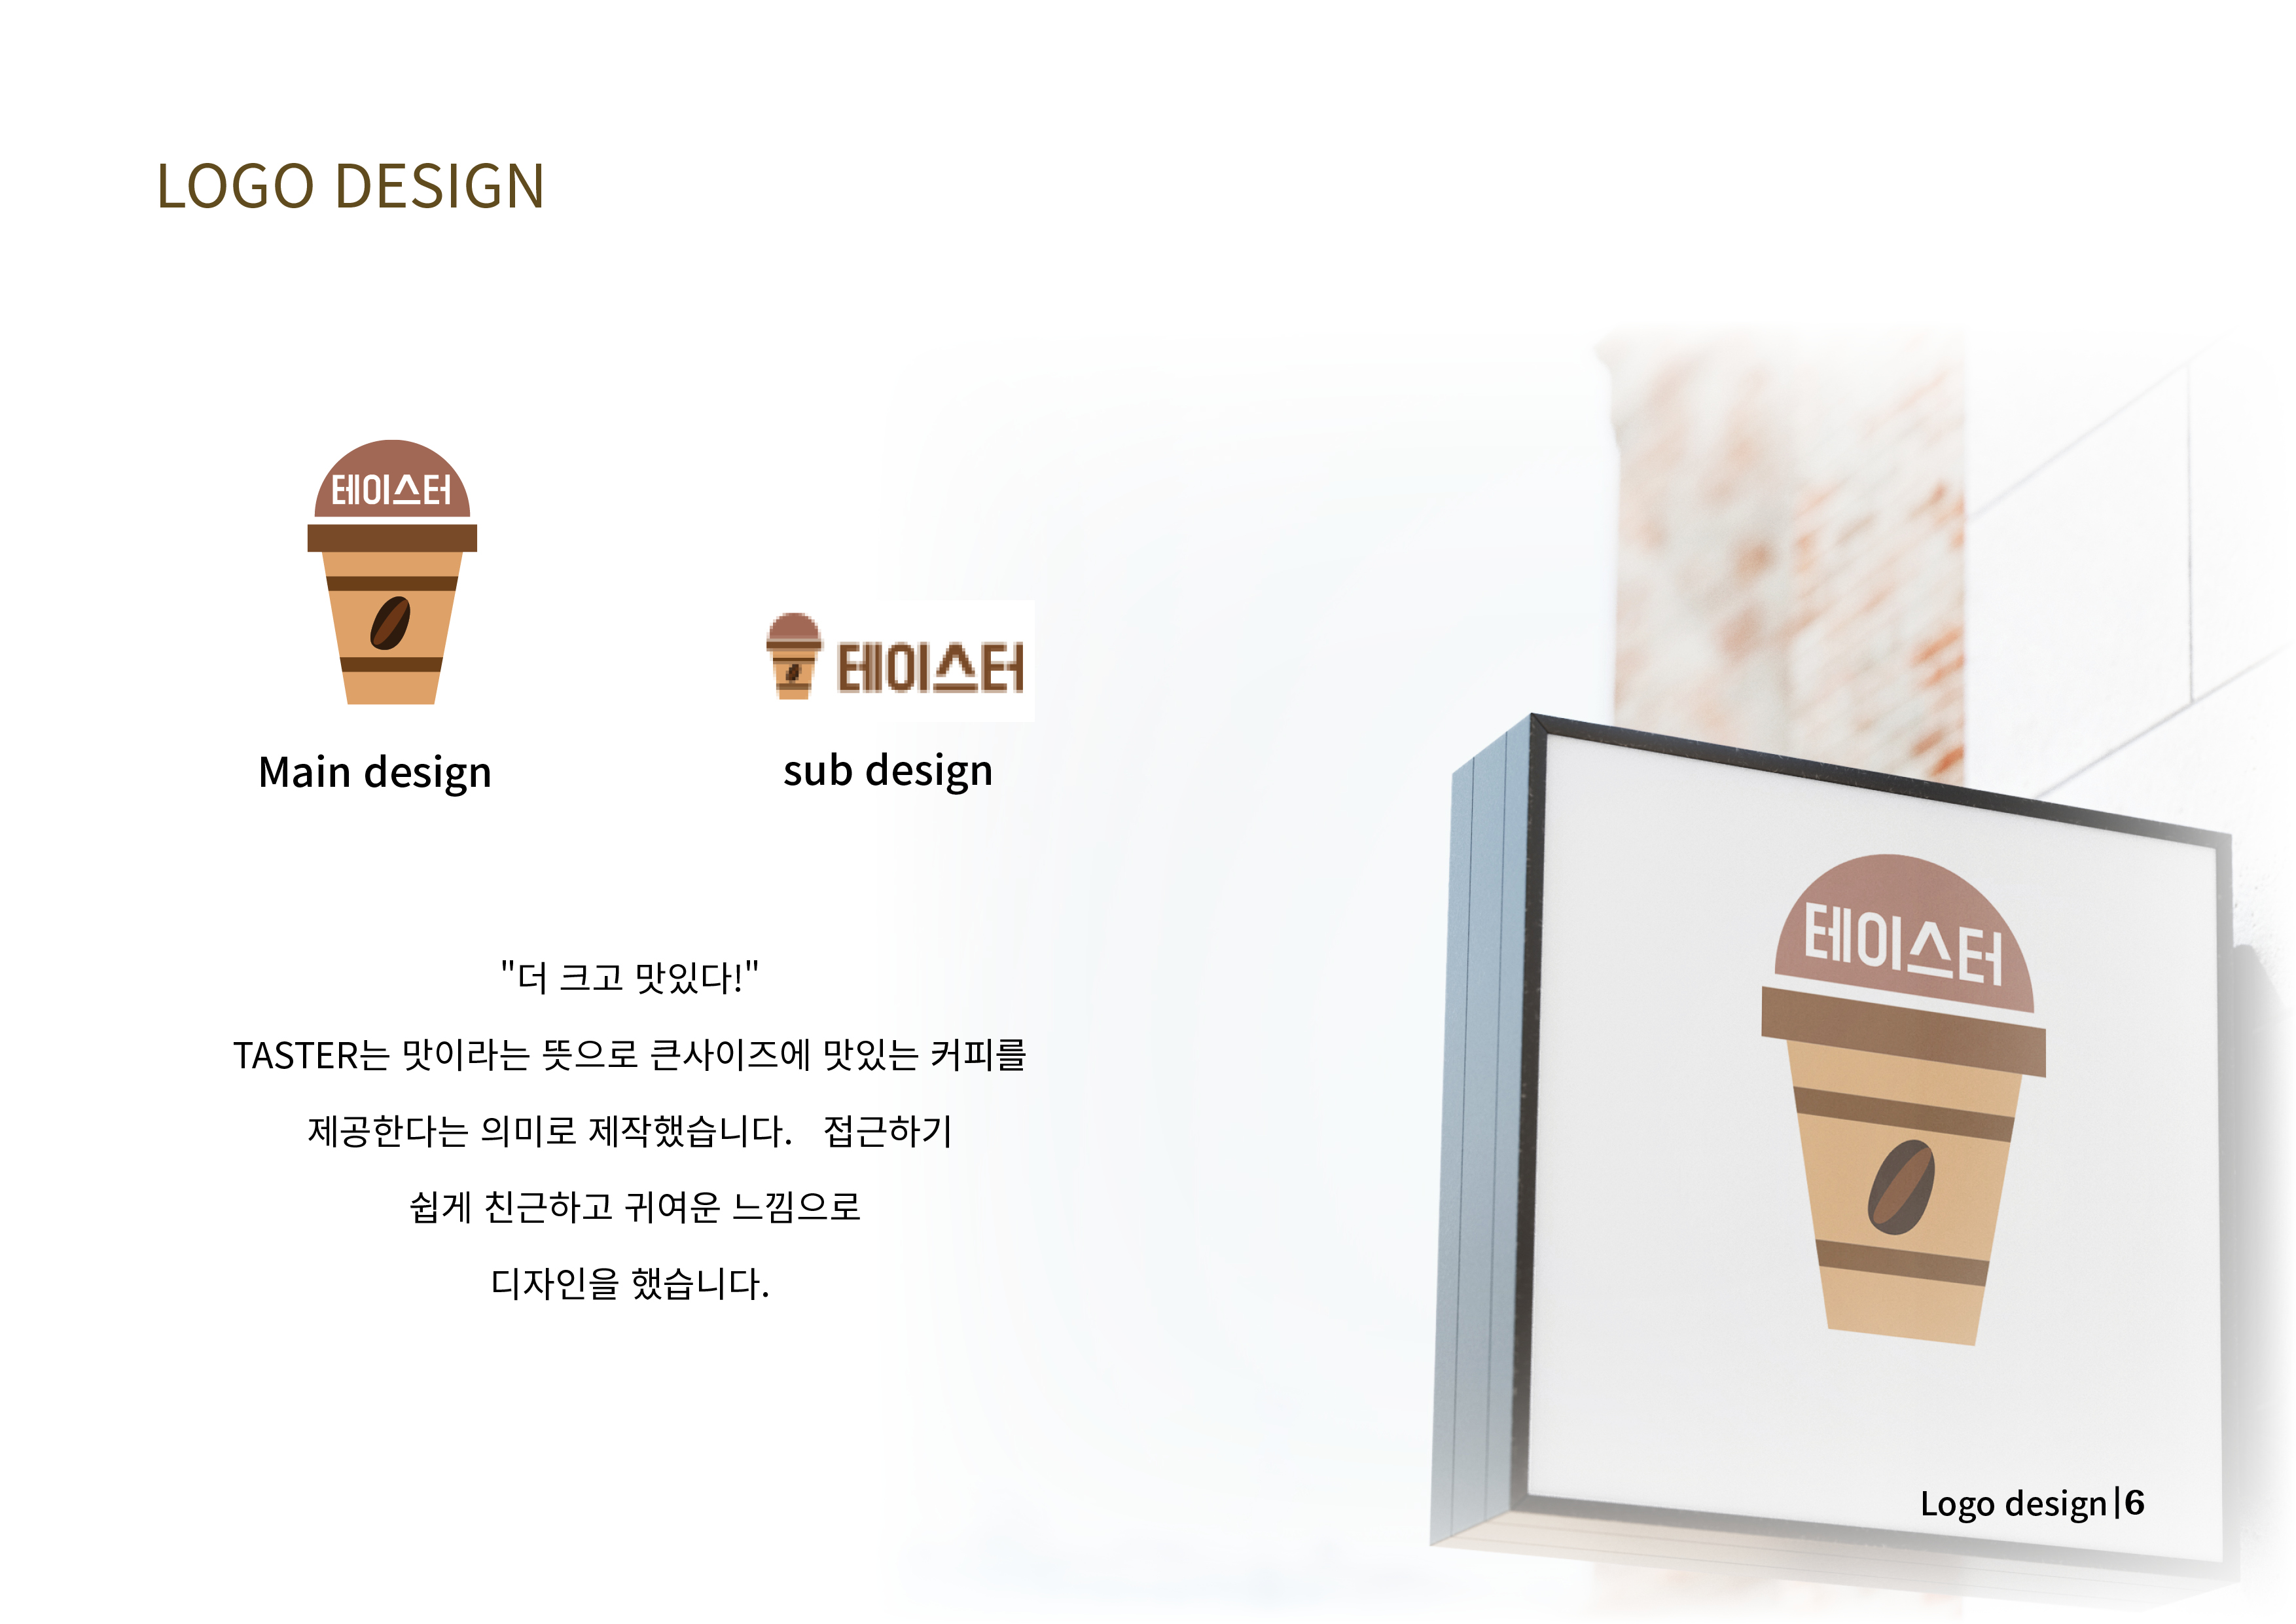 LOGO DESIGN
테이스터
테이스터
Main design
sub design
"더 크고 맛있다!"
TASTER는 맛이라는 뜻으로 큰사이즈에 맛있는 커피를
제공한다는 의미로 제작했습니다. 접근하기
쉽게 친근하고 귀여운 느낌으로
디자인을 했습니다.
테이스터
Logo design|6